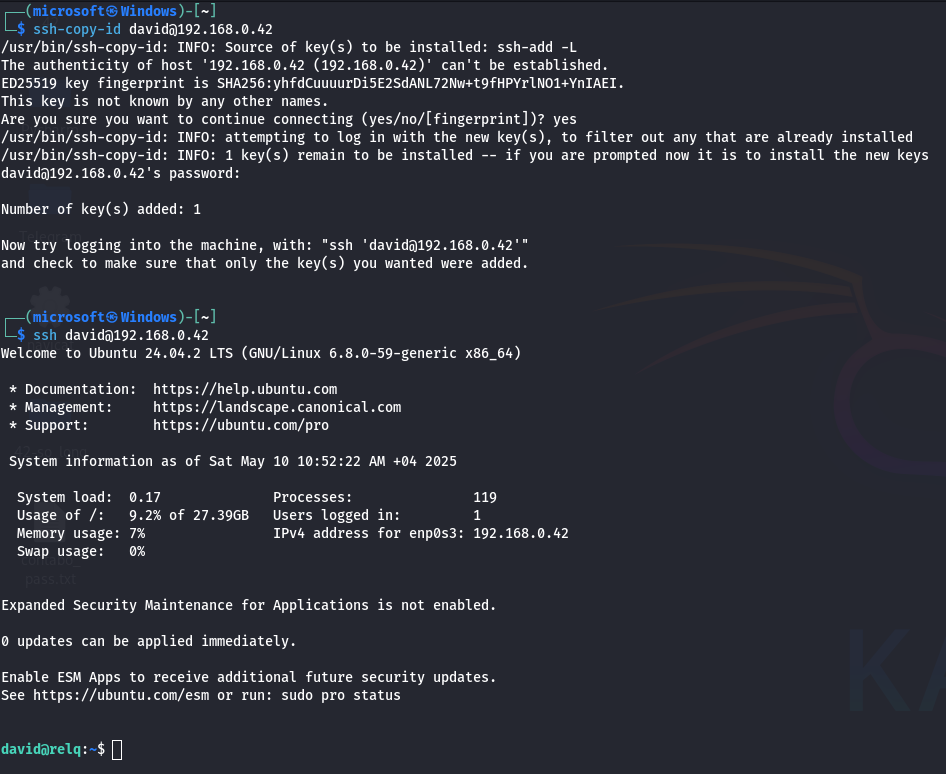 ┌──(microsoft㉿Windows)-[~]
└─$ ssh-copy-id david@192.168.0.42
/usr/bin/ssh-copy-id: INFO: Source of key(s) to be installed: ssh-add -L
The authenticity of host '192.168.0.42 (192.168.0.42)' can't be established.
ED25519 key fingerprint is SHA256:yhfdCuuuurDi5E2SdANL72Nw+t9fHPYrlNO1+YnIAEI.
This key is not known by any other names.
Are you sure you want to continue connecting (yes/no/[fingerprint])? yes
/usr/bin/ssh-copy-id: INFO: attempting to log in with the new key(s), to filter out any that are already installed
/usr/bin/ssh-copy-id: INFO: 1 key(s) remain to be installed -- if you are prompted now it is to install the new keys
david@192.168.0.42's password:
Number of key(s) added: 1
Telegram
Now try logging into the machine, with: "ssh 'david@192.168.0.42'"
and check to make sure that only the key(s) you wanted were added.
┌──(microsoft㉿Windows)-[~]
└─$ ssh david@192.168.0.42
Welcome to Ubuntu 24.04.2 LTS (GNU/Linux 6.8.0-59-generic x86_64)
* Documentation:  https://help.ubuntu.com
* Management:     https://landscape.canonical.com
* Support:        https://ubuntu.com/pro
System information as of Sat May 10 10:52:22 AM +04 2025
System load:  0.17                Processes:               119
Usage of /:   9.2% of 27.39GB   Users logged in:         1
Memory usage: 7%                IPv4 address for enp0s3: 192.168.0.42
Swap usage:   0%
pass.txt
Expanded Security Maintenance for Applications is not enabled.
0 updates can be applied immediately.
Enable ESM Apps to receive additional future security updates.
See https://ubuntu.com/esm or run: sudo pro status
KA
david@relq:~$